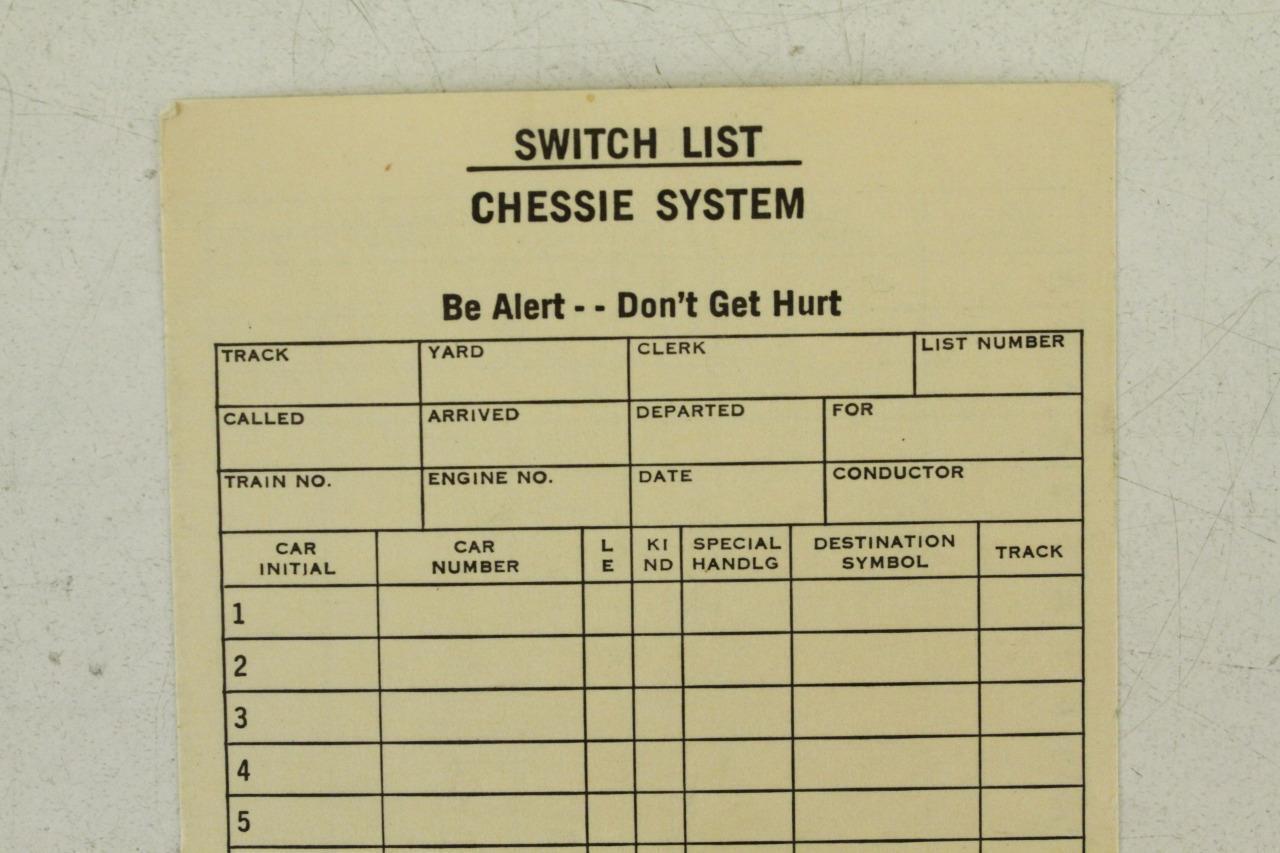 SWITCH LIST
CHESSIE SYSTEM
Be Alert - - Don't Get Hurt
TRACK YARD CLERK LIST NUMBER
CALLED ARRIVED DEPARTED FOR
TRAIN NO. ENGINE NO. DATE CONDUCTOR
CAR CAR L KI SPECIAL DESTINATION TRACK
INITIAL NUMBER E ND HANDLG SYMBOL
1
2
3
4
5